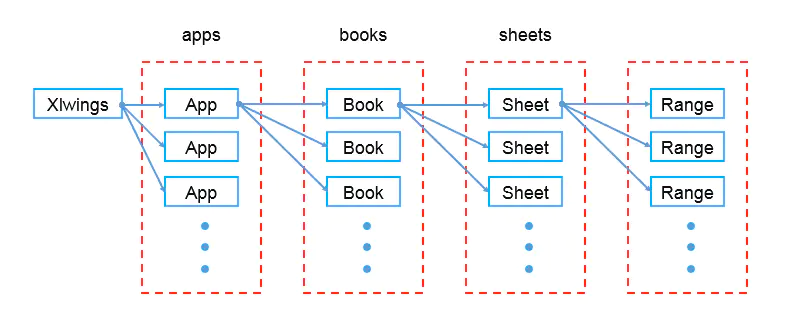 apps books sheets
Xlwings App Book Sheet Range
App Book Sheet Range
App Book Sheet Range